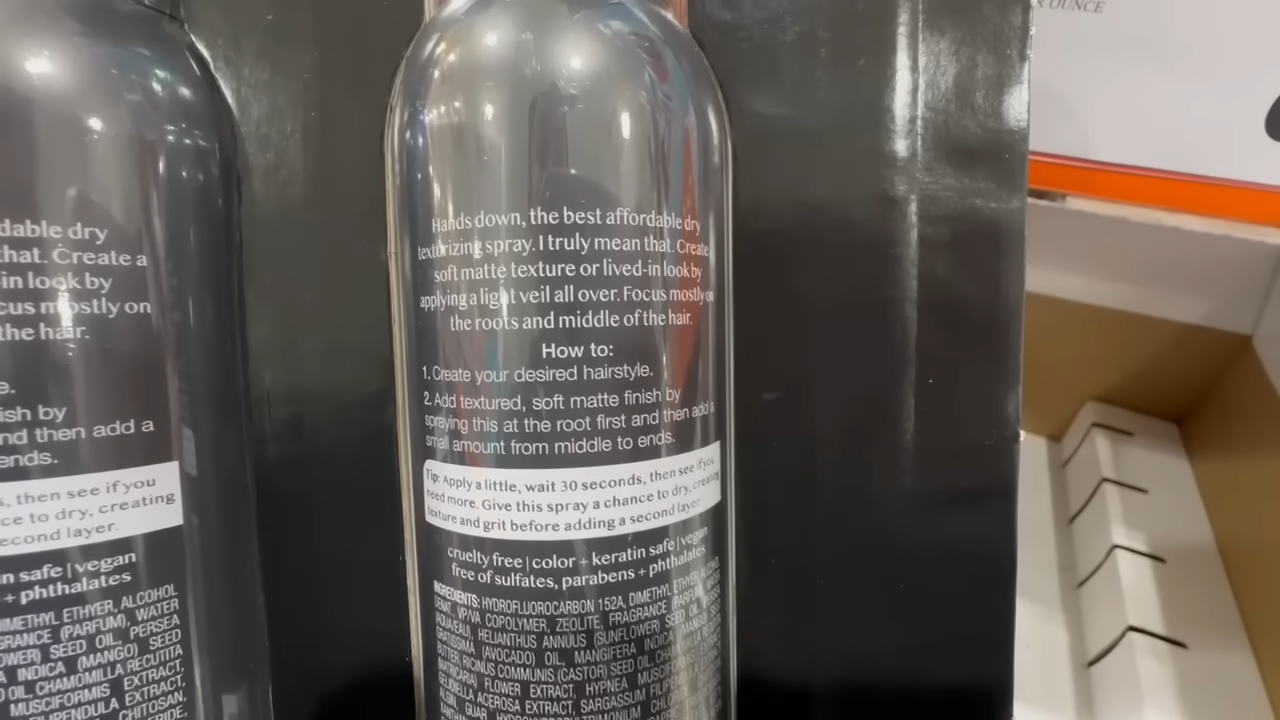 R OUNCE
dable dry
that. Create a
in look by
cus mostly on
the hair.
e.
ish by
nd then add a
ends.
s, then see if you
ce to dry, creating
econd layer.
n safe | vegan
+ phthalates
DIMETHYL ETHYER, ALCOHOL
GRANCE (PARFUM), WATER
OWER) SEED OIL, PERSEA
A INDICA (MANGO) SEED
D OIL, CHAMOMILLA RECUTITA
MUSCIFORMIS EXTRACT,
FILIPENDULA EXTRACT,
CHITOSAN,
Hands down, the best affordable dry
texturizing spray. I truly mean that. Create
soft matte texture or lived-in look by
applying a light veil all over. Focus mostly on
the roots and middle of the hair.
How to:
1. Create your desired hairstyle.
2. Add textured, soft matte finish by
spraying this at the root first and then add a
small amount from middle to ends.
Tip: Apply a little, wait 30 seconds, then see if you
need more. Give this spray a chance to dry, creating
texture and grit before adding a second layer.
cruelty free | color + keratin safe | vegan
free of sulfates, parabens + phthalates
INGREDIENTS: HYDROFLUOROCARBON 152A, DIMETHYL ETHYER, ALCOHOL
DENAT, VP/VA COPOLYMER, ZEOLITE, FRAGRANCE (PARFUM), WATER
(AQUA/EAU), HELIANTHUS ANNUUS (SUNFLOWER) SEED OIL, PERSEA
GRATISSIMA (AVOCADO) OIL, MANGIFERA INDICA (MANGO) SEED
BUTTER, RICINUS COMMUNIS (CASTOR) SEED OIL,
MATRICARIA) FLOWER EXTRACT, HYPNEA MUSCIFORMIS
GELIDIELLA ACEROSA EXTRACT, SARGASSUM FILIPENDULA
ALGIN, GUAR